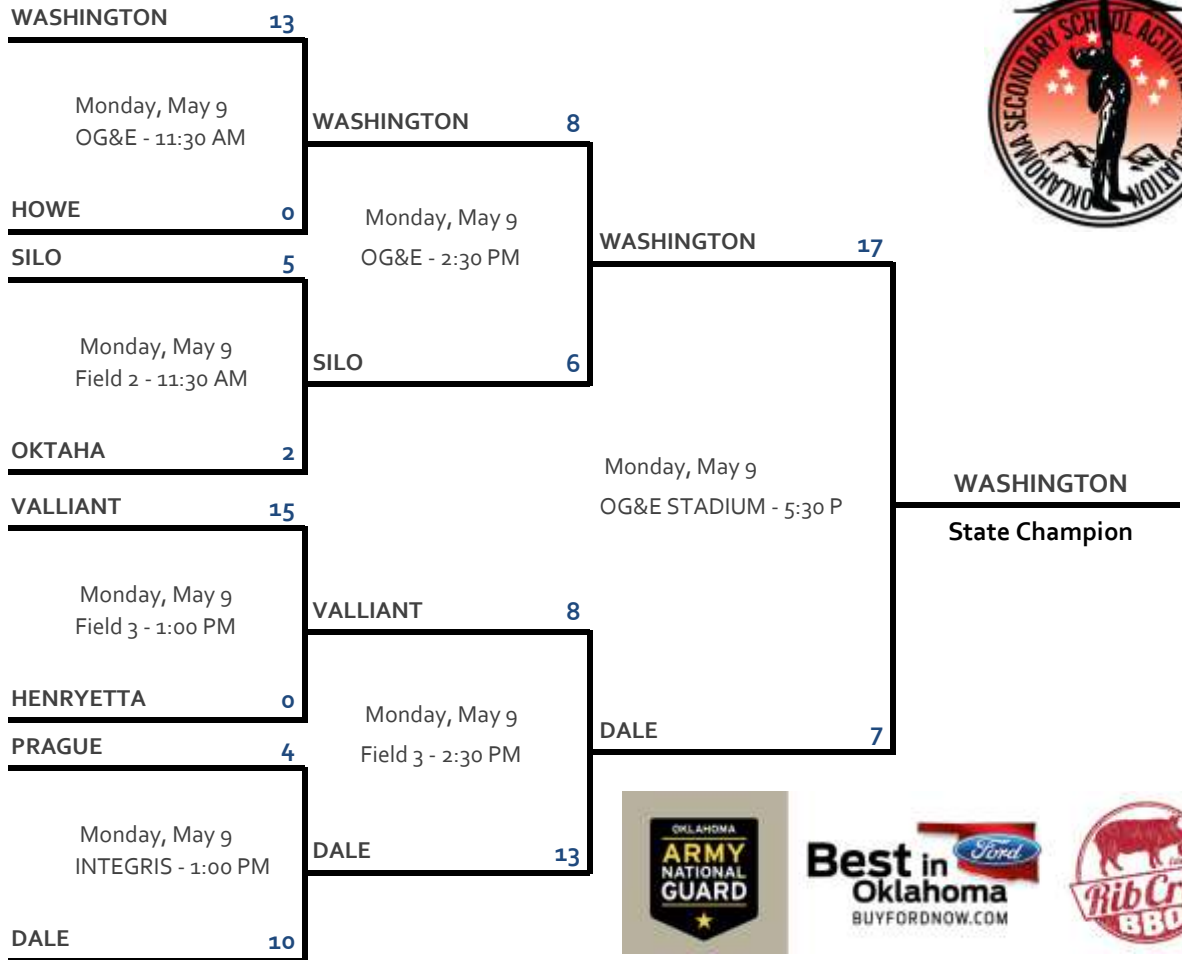 WASHINGTON 13
Monday, May 9
OG&E - 11:30 AM
HOWE 0
WASHINGTON 8
Monday, May 9
OG&E - 2:30 PM
SILO 5
Monday, May 9
Field 2 - 11:30 AM
OKTAHA 2
SILO 6
WASHINGTON 17
Monday, May 9
OG&E STADIUM - 5:30 P
WASHINGTON
State Champion
VALLIANT 15
Monday, May 9
Field 3 - 1:00 PM
HENRYETTA 0
VALLIANT 8
Monday, May 9
Field 3 - 2:30 PM
PRAGUE 4
Monday, May 9
INTEGRIS - 1:00 PM
DALE 10
DALE 13
DALE 7
OKLAHOMA SECONDARY
OKLAHOMA
ARMY
NATIONAL
GUARD
Best in
Oklahoma
BUYFORDNOW.COM
Ford
Rib